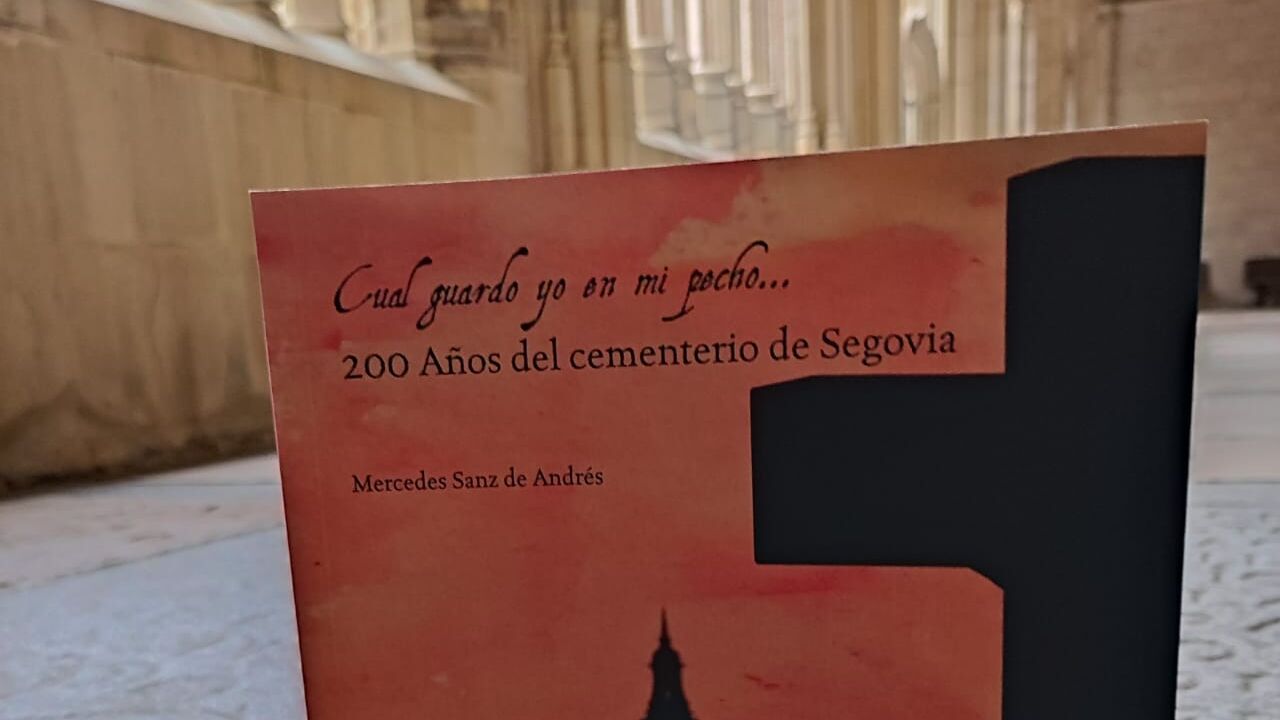 Cual guardo yo en mi pecho...
200 Años del cementerio de Segovia
Mercedes Sanz de Andrés